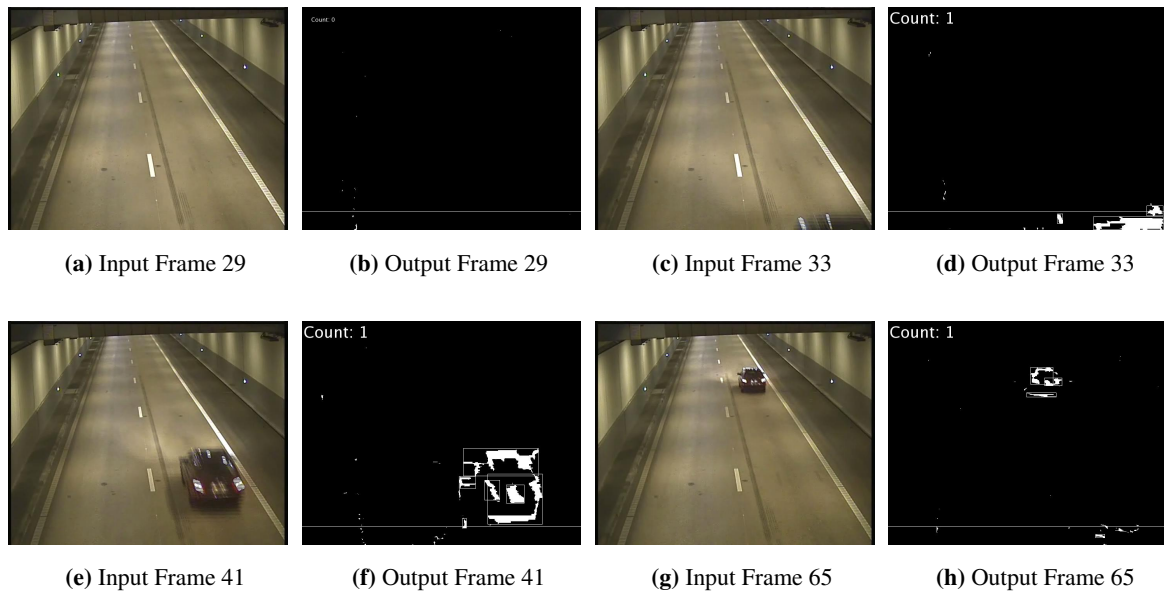 Count: 0
Count: 1
(a) Input Frame 29
(b) Output Frame 29
(c) Input Frame 33
(d) Output Frame 33
Count: 1
Count: 1
(e) Input Frame 41
(f) Output Frame 41
(g) Input Frame 65
(h) Output Frame 65